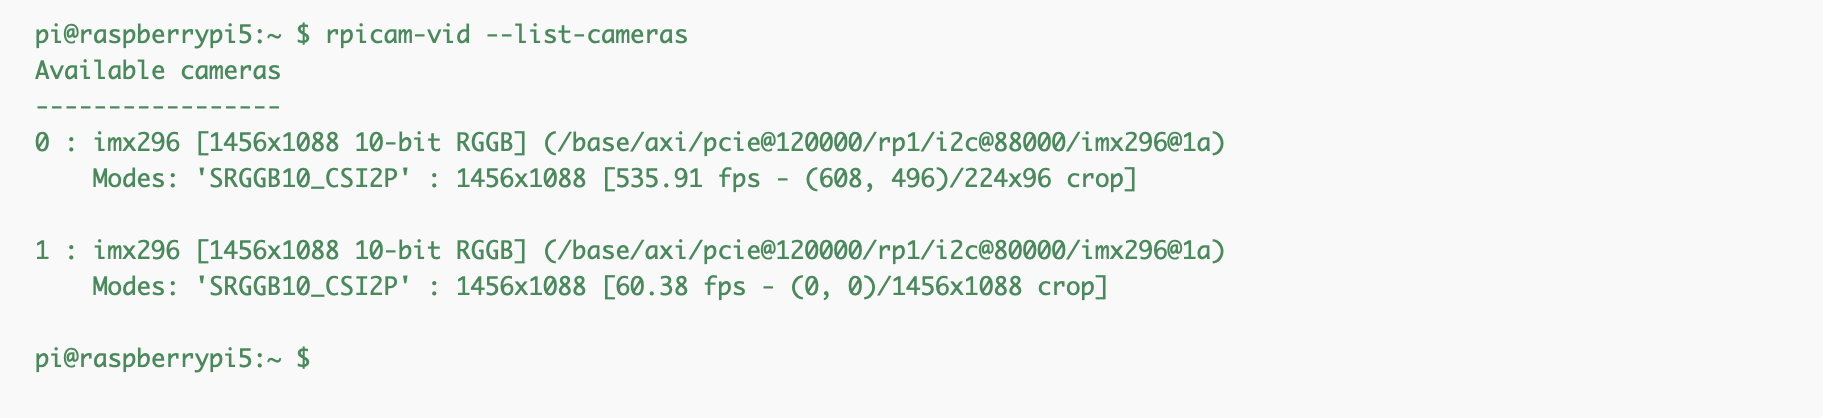 pi@raspberrypi5:~ $ rpicam-vid --list-cameras
Available cameras
-----------------
0 : imx296 [1456x1088 10-bit RGGB] (/base/axi/pcie@120000/rp1/i2c@88000/imx296@1a)
    Modes: 'SRGGB10_CSI2P' : 1456x1088 [535.91 fps - (608, 496)/224x96 crop]

1 : imx296 [1456x1088 10-bit RGGB] (/base/axi/pcie@120000/rp1/i2c@80000/imx296@1a)
    Modes: 'SRGGB10_CSI2P' : 1456x1088 [60.38 fps - (0, 0)/1456x1088 crop]

pi@raspberrypi5:~ $